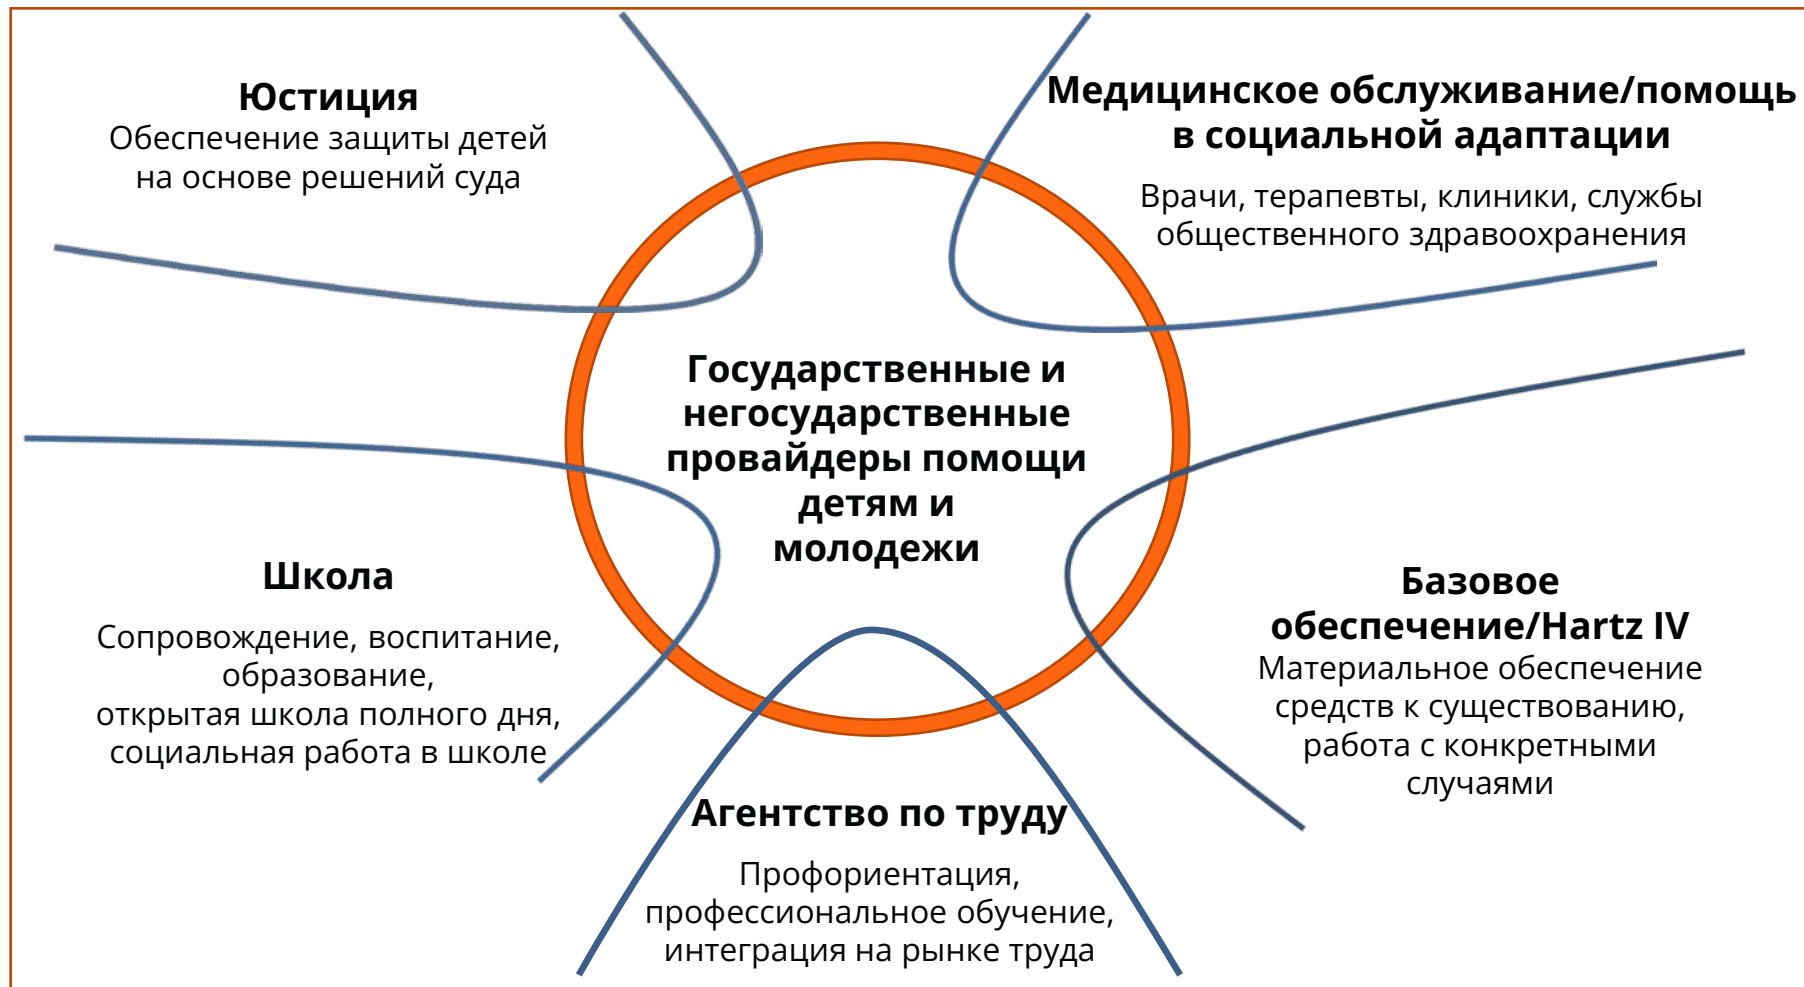 Юстиция
Обеспечение защиты детей
на основе решений суда
Медицинское обслуживание/помощь
в социальной адаптации
Врачи, терапевты, клиники, службы
общественного здравоохранения
Государственные и
негосударственные
провайдеры помощи
детям и
молодежи
Школа
Сопровождение, воспитание,
образование,
открытая школа полного дня,
социальная работа в школе
Базовое
обеспечение/Hartz IV
Материальное обеспечение
средств к существованию,
работа с конкретными
случаями
Агентство по труду
Профориентация,
профессиональное обучение,
интеграция на рынке труда